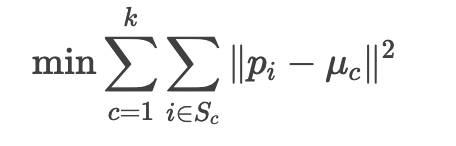 min ∑_{c=1}^{k} ∑_{i∈S_c} ‖p_i − μ_c‖²